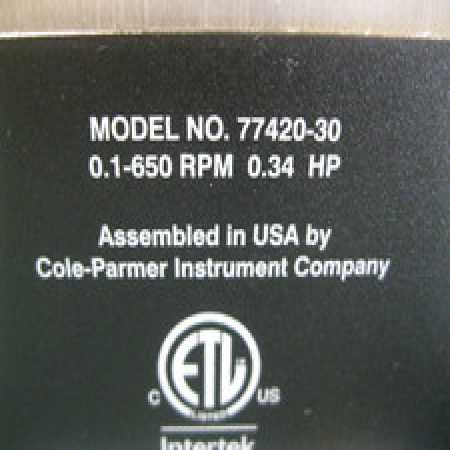 MODEL NO. 77420-30
0.1-650 RPM 0.34 HP
Assembled in USA by
Cole-Parmer Instrument Company
ETL
C LISTED US
Intertek